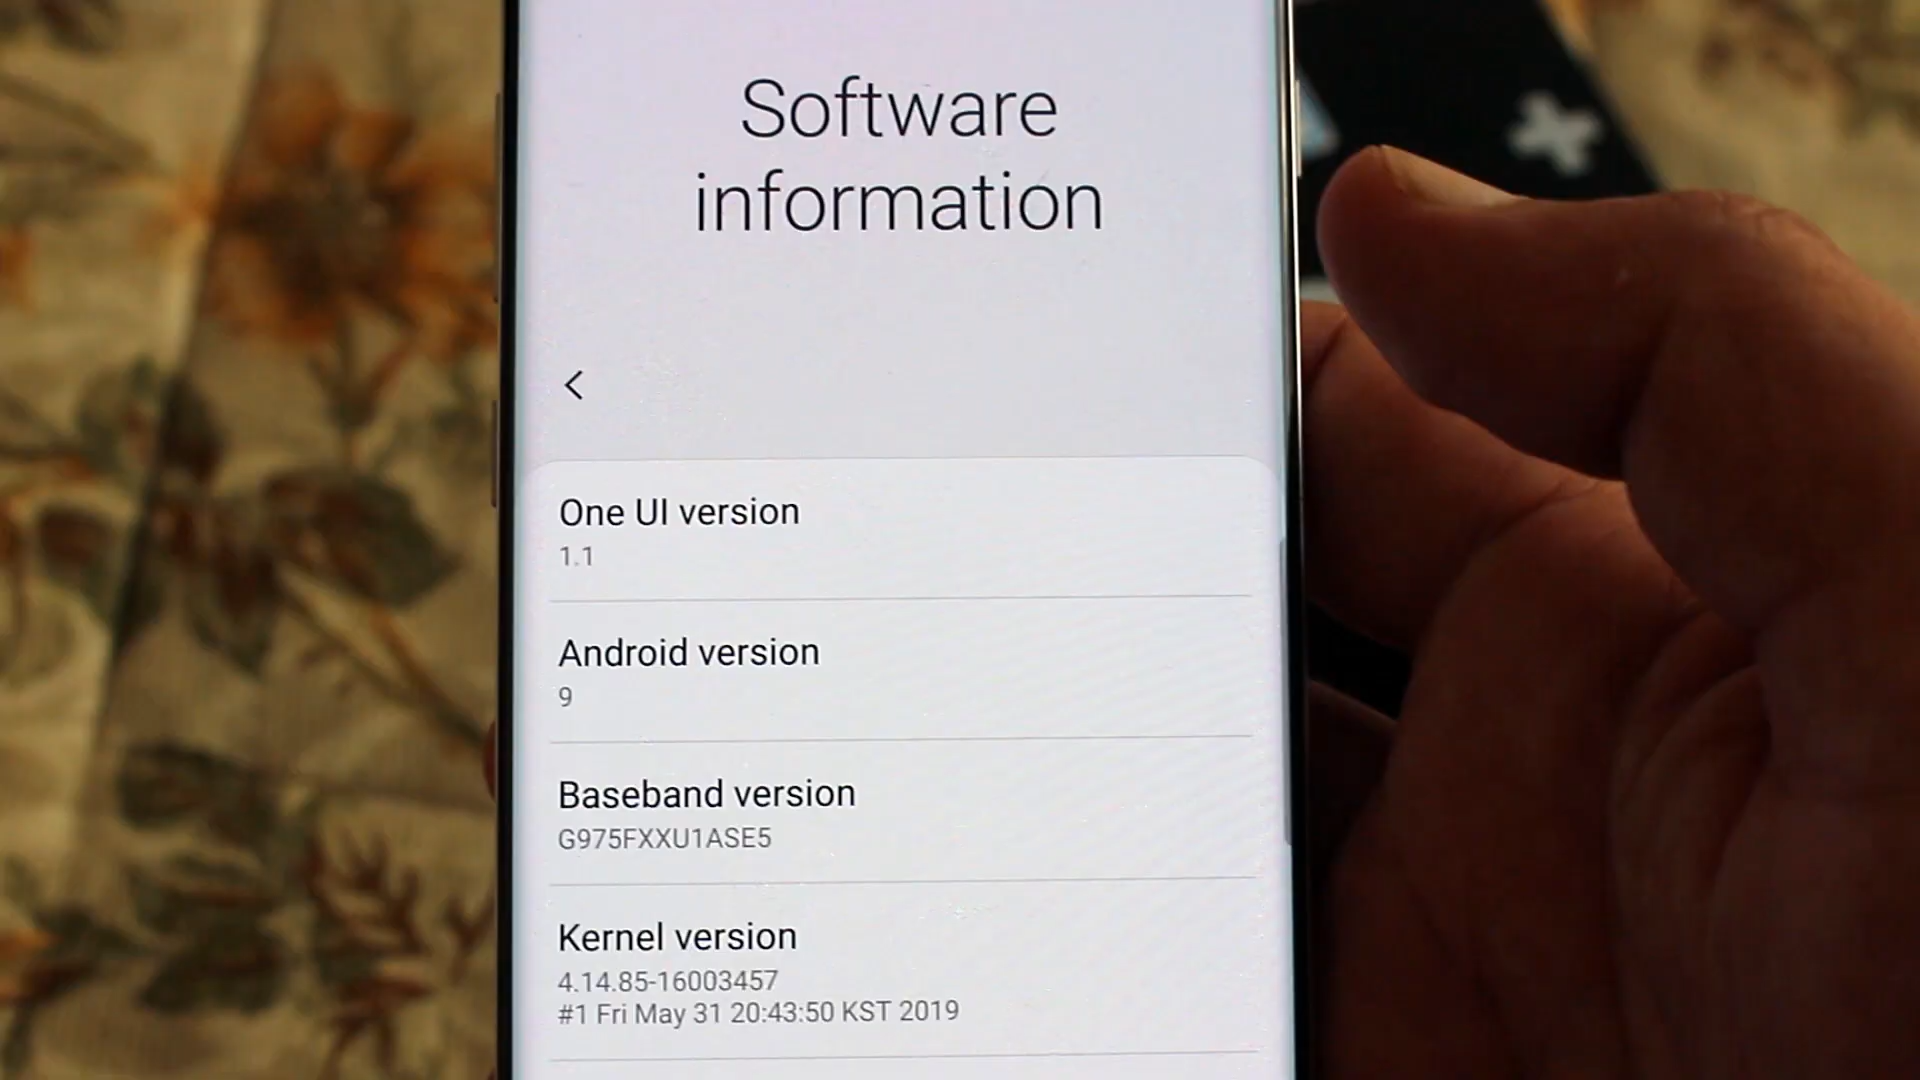 Software
information
One UI version
1.1
Android version
9
Baseband version
G975FXXU1ASE5
Kernel version
4.14.85-16003457
#1 Fri May 31 20:43:50 KST 2019